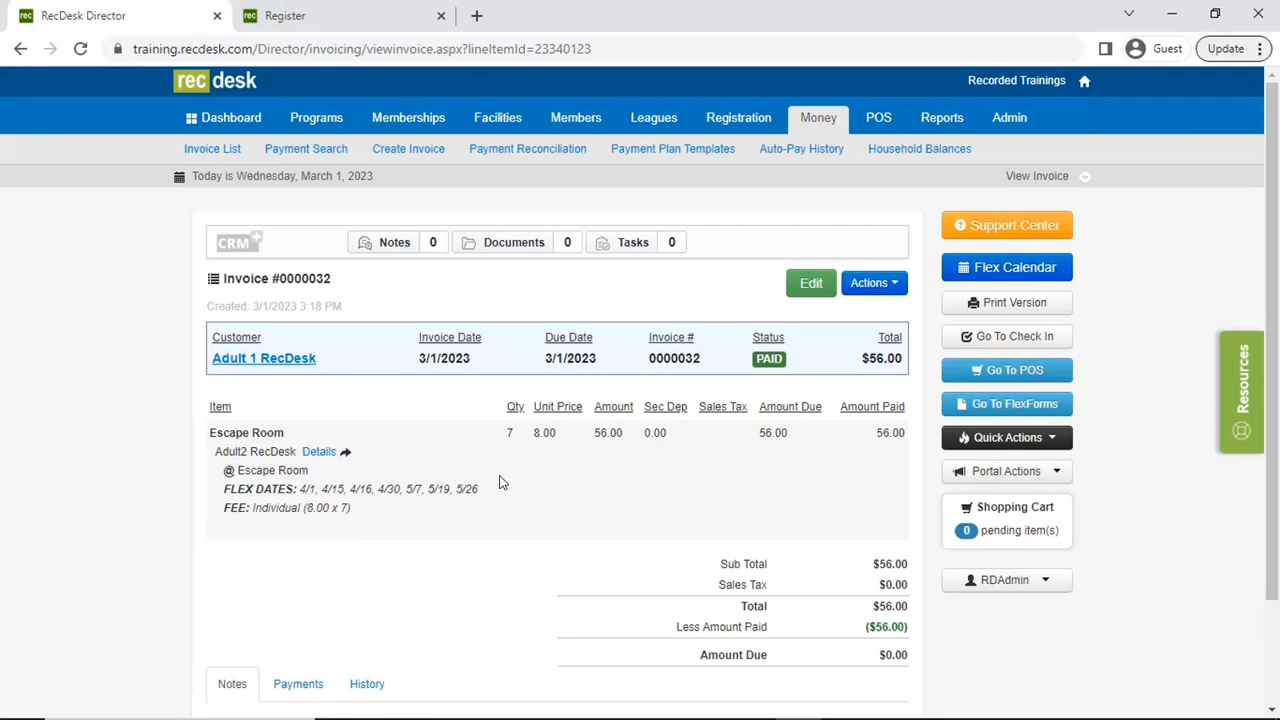 rec RecDesk Director
rec Register
training.recdesk.com/Director/invoicing/viewinvoice.aspx?lineItemId=23340123
Guest
Update
rec desk
Recorded Trainings
Dashboard Programs Memberships Facilities Members Leagues Registration Money POS Reports Admin
Invoice List Payment Search Create Invoice Payment Reconciliation Payment Plan Templates Auto-Pay History Household Balances
Today is Wednesday, March 1, 2023
View Invoice
CRM+ Notes 0 Documents 0 Tasks 0
Invoice #0000032
Edit Actions
Created: 3/1/2023 3:18 PM
Customer Invoice Date Due Date Invoice # Status Total
Adult 1 RecDesk 3/1/2023 3/1/2023 0000032 PAID $56.00
Item Qty Unit Price Amount Sec Dep Sales Tax Amount Due Amount Paid
Escape Room 7 8.00 56.00 0.00 56.00 56.00
Adult2 RecDesk Details
@ Escape Room
FLEX DATES: 4/1, 4/15, 4/16, 4/30, 5/7, 5/19, 5/26
FEE: Individual (8.00 x 7)
Sub Total $56.00
Sales Tax $0.00
Total $56.00
Less Amount Paid ($56.00)
Amount Due $0.00
Notes Payments History
Support Center
Flex Calendar
Print Version
Go To Check In
Go To POS
Go To FlexForms
Quick Actions
Portal Actions
Shopping Cart
0 pending item(s)
RDAdmin
Resources